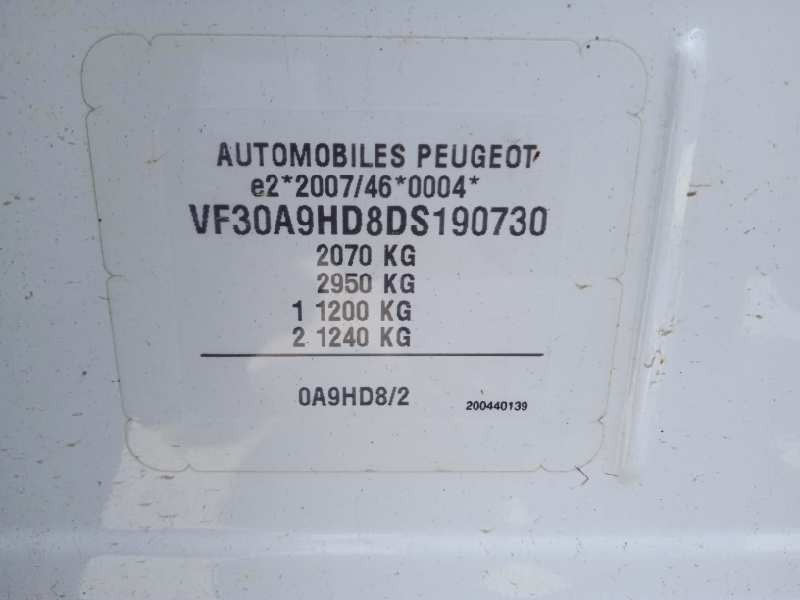 AUTOMOBILES PEUGEOT
e2*2007/46*0004*
VF30A9HD8DS190730
2070 KG
2950 KG
1 1200 KG
2 1240 KG
0A9HD8/2
200440139